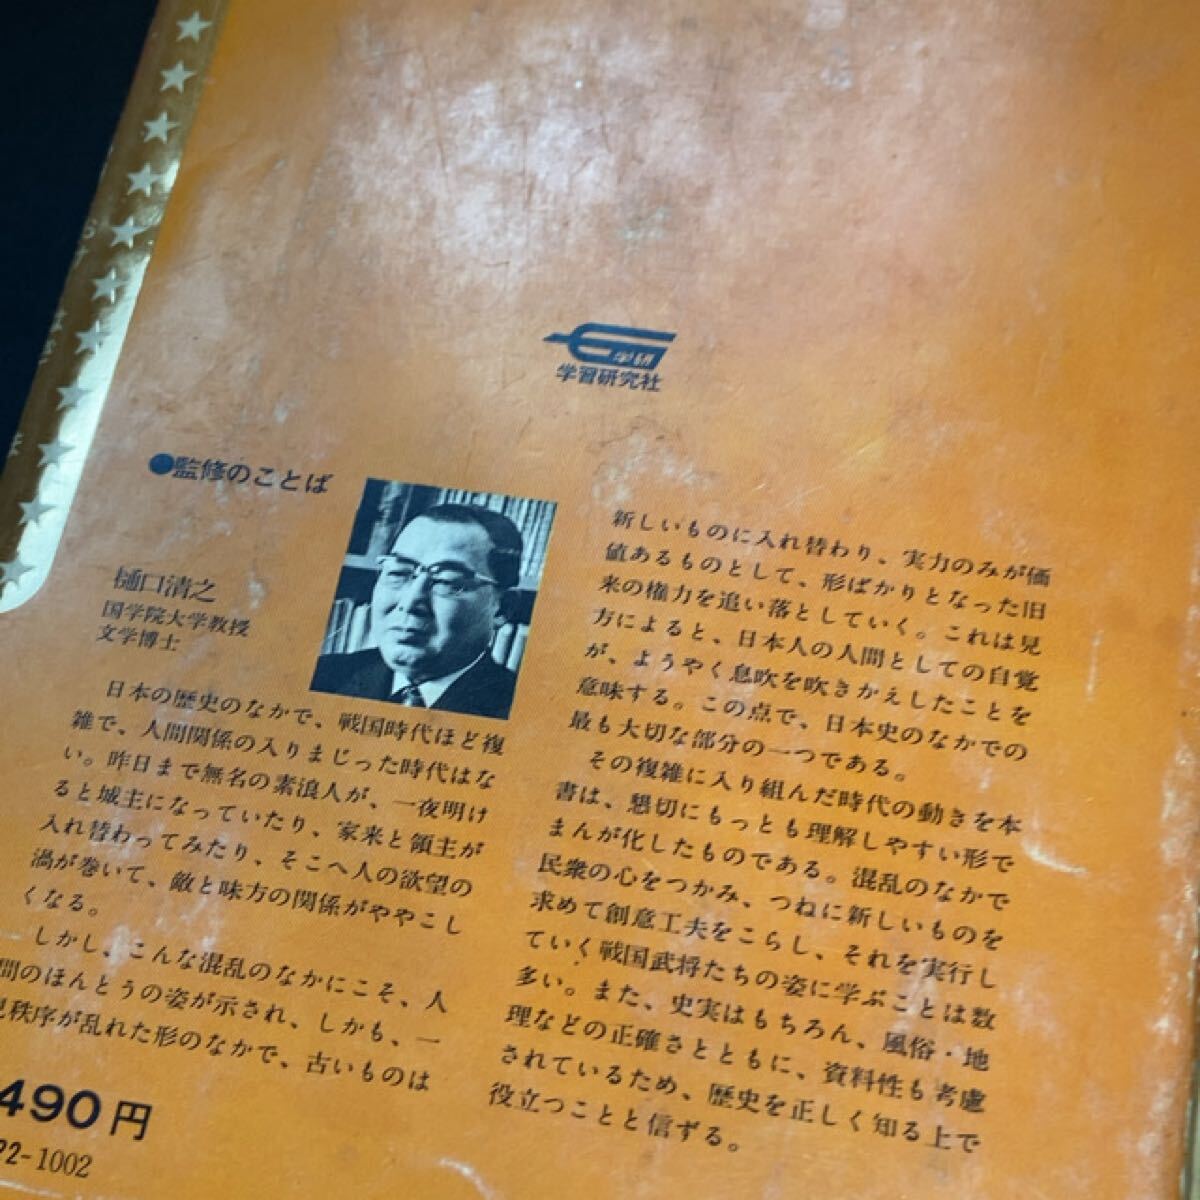 学研
学習研究社
●監修のことば
樋口清之
国学院大学教授
文学博士
日本の歴史のなかで、戦国時代ほど複
雑で、人間関係の入りまじった時代はな
い。昨日まで無名の素浪人が、一夜明け
ると城主になっていたり、家来と領主が
入れ替わってみたり、そこへ人の欲望の
渦が巻いて、敵と味方の関係がややこし
くなる。
しかし、こんな混乱のなかにこそ、人
間のほんとうの姿が示され、しかも、一
見秩序が乱れた形のなかで、古いものは
新しいものに入れ替わり、実力のみが価
値あるものとして、形ばかりとなった旧
来の権力を追い落としていく。これは見
方によると、日本人の人間としての自覚
が、ようやく息吹を吹きかえしたことを
意味する。この点で、日本史のなかでの
最も大切な部分の一つである。
その複雑に入り組んだ時代の動きを本
書は、懇切にもっとも理解しやすい形で
まんが化したものである。混乱のなかで
民衆の心をつかみ、つねに新しいものを
求めて創意工夫をこらし、それを実行し
ていく戦国武将たちの姿に学ぶことは数
多い。また、史実はもちろん、風俗・地
理などの正確さとともに、資料性も考慮
されているため、歴史を正しく知る上で
役立つことと信ずる。
490円
92-1002